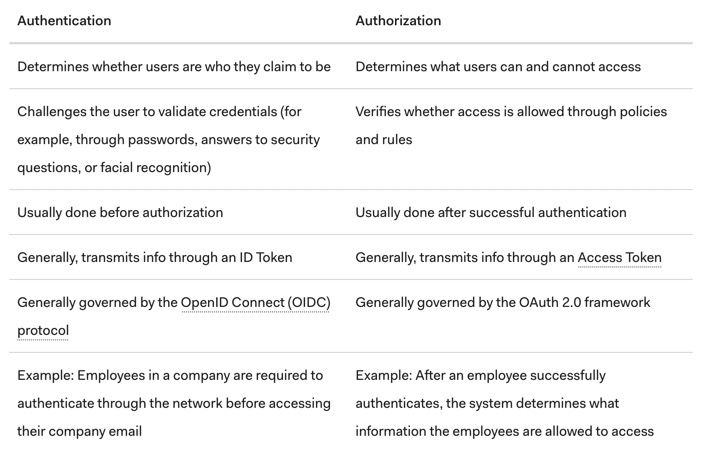 Authentication
Authorization
Determines whether users are who they claim to be
Determines what users can and cannot access
Challenges the user to validate credentials (for
example, through passwords, answers to security
questions, or facial recognition)
Verifies whether access is allowed through policies
and rules
Usually done before authorization
Usually done after successful authentication
Generally, transmits info through an ID Token
Generally, transmits info through an Access Token
Generally governed by the OpenID Connect (OIDC)
protocol
Generally governed by the OAuth 2.0 framework
Example: Employees in a company are required to
authenticate through the network before accessing
their company email
Example: After an employee successfully
authenticates, the system determines what
information the employees are allowed to access